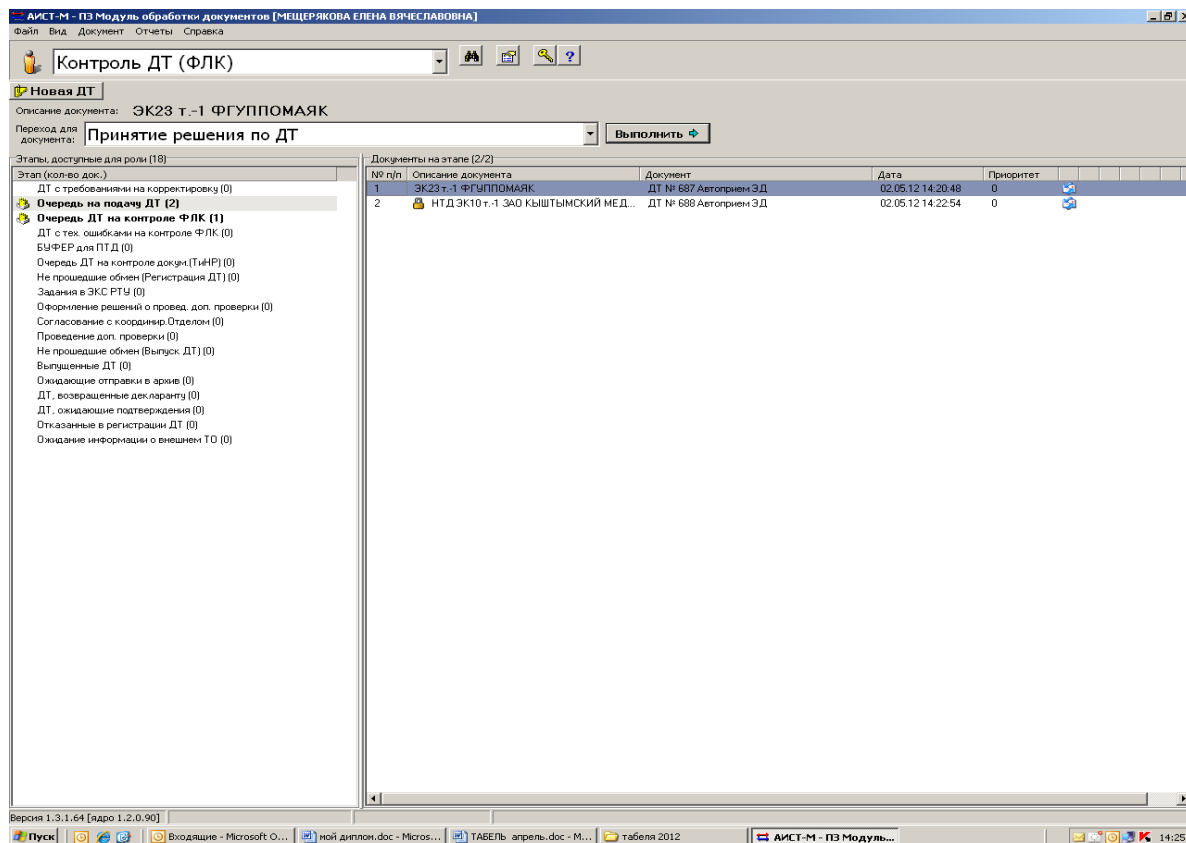 АИСТ-М - ПЗ Модуль обработки документов [МЕЩЕРЯКОВА ЕЛЕНА ВЯЧЕСЛАВОВНА]
Файл Вид Документ Отчеты Справка
Контроль ДТ (ФЛК)
Новая ДТ
Описание документа: ЭК23 т.-1 ФГУППОМАЯК
Переход для документа: Принятие решения по ДТ Выполнить
Этапы, доступные для роли (18)
Этап (кол-во док.)
ДТ с требованиями на корректировку (0)
Очередь на подачу ДТ (2)
Очередь ДТ на контроле ФЛК (1)
ДТ с тех. ошибками на контроле ФЛК (0)
БУФЕР для ПТД (0)
Очередь ДТ на контроле докум.(ТиНР) (0)
Не прошедшие обмен (Регистрация ДТ) (0)
Задания в ЭКС РТУ (0)
Оформление решений о провед. доп. проверки (0)
Согласование с координир.Отделом (0)
Проведение доп. проверки (0)
Не прошедшие обмен (Выпуск ДТ) (0)
Выпущенные ДТ (0)
Ожидающие отправки в архив (0)
ДТ, возвращенные декларанту (0)
ДТ, ожидающие подтверждения (0)
Отказанные в регистрации ДТ (0)
Ожидание информации о внешнем ТО (0)
Документы на этапе (2/2)
№ п/п Описание документа Документ Дата Приоритет
1 ЭК23 т.-1 ФГУППОМАЯК ДТ № 687 Автоприем ЭД 02.05.12 14:20:48 0
2 НТД ЭК10 т.-1 ЗАО КЫШТЫМСКИЙ МЕД... ДТ № 688 Автоприем ЭД 02.05.12 14:22:54 0
Версия 1.3.1.64 [ядро 1.2.0.90]
Пуск Входящие - Microsoft O... мой диплом.doc - Micros... ТАБЕЛЬ апрель.doc - M... табеля 2012 АИСТ-М - ПЗ Модуль... 14:25